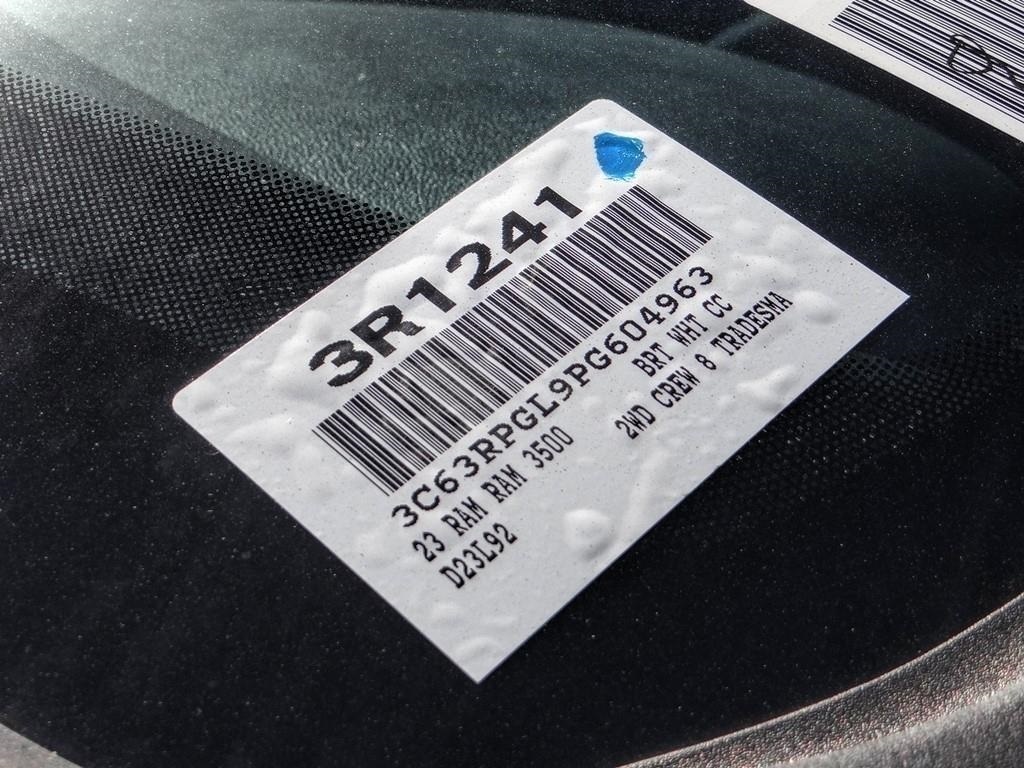 3R1241
3C63RPGL9PG604963
23 RAM RAM 3500 BRT WHT CC
D23L92 2WD CREW 8 TRADESMA